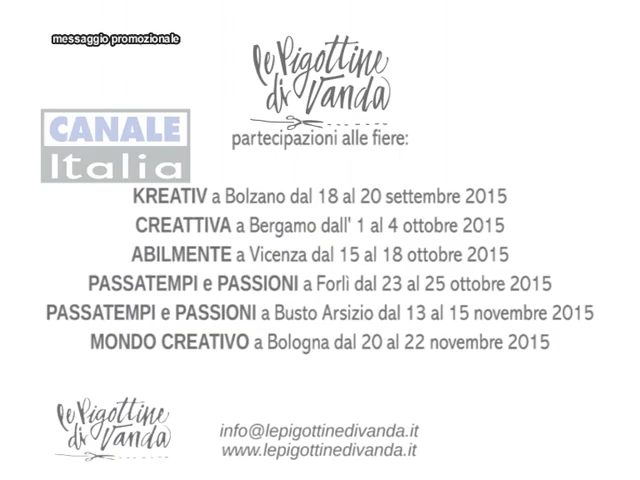 messaggio promozionale
le Pigottine
di Vanda
partecipazioni alle fiere:
CANALE
Italia
KREATIV a Bolzano dal 18 al 20 settembre 2015
CREATTIVA a Bergamo dall' 1 al 4 ottobre 2015
ABILMENTE a Vicenza dal 15 al 18 ottobre 2015
PASSATEMPI e PASSIONI a Forlì dal 23 al 25 ottobre 2015
PASSATEMPI e PASSIONI a Busto Arsizio dal 13 al 15 novembre 2015
MONDO CREATIVO a Bologna dal 20 al 22 novembre 2015
le Pigottine
di Vanda
info@lepigottinedivanda.it
www.lepigottinedivanda.it